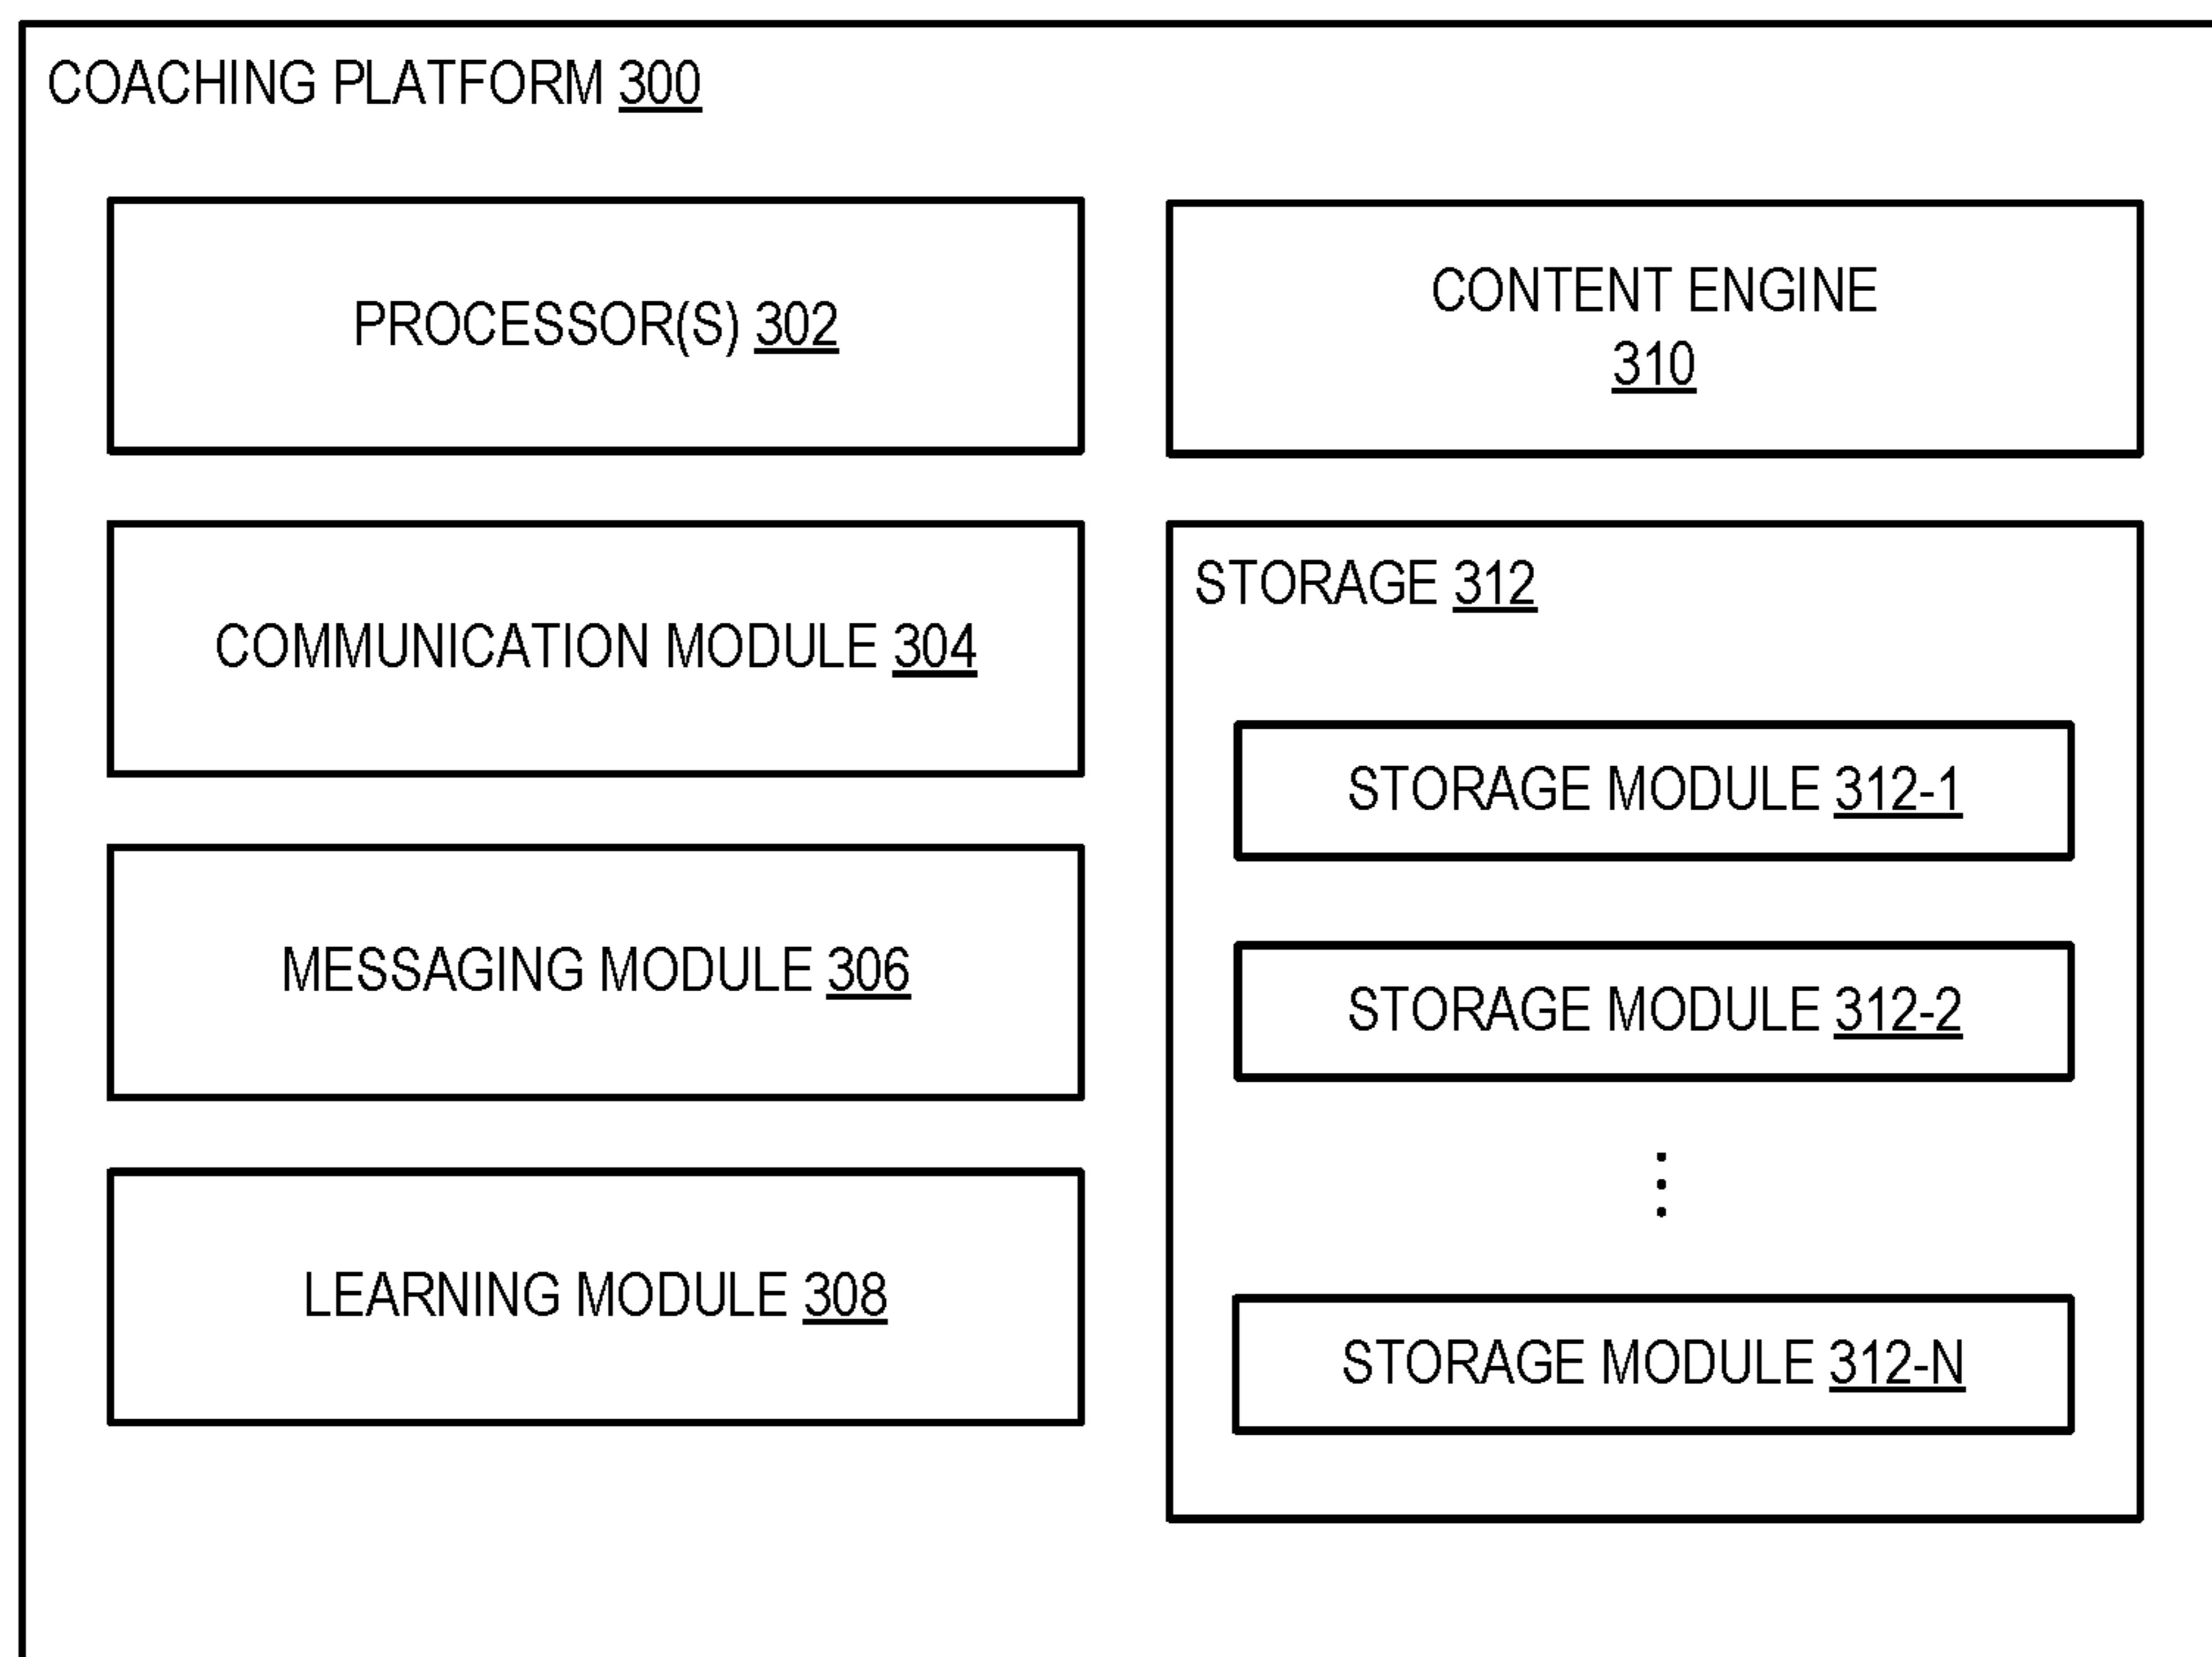 COACHING PLATFORM 300
PROCESSOR(S) 302
COMMUNICATION MODULE 304
MESSAGING MODULE 306
LEARNING MODULE 308
CONTENT ENGINE
310
STORAGE 312
STORAGE MODULE 312-1
STORAGE MODULE 312-2
STORAGE MODULE 312-N